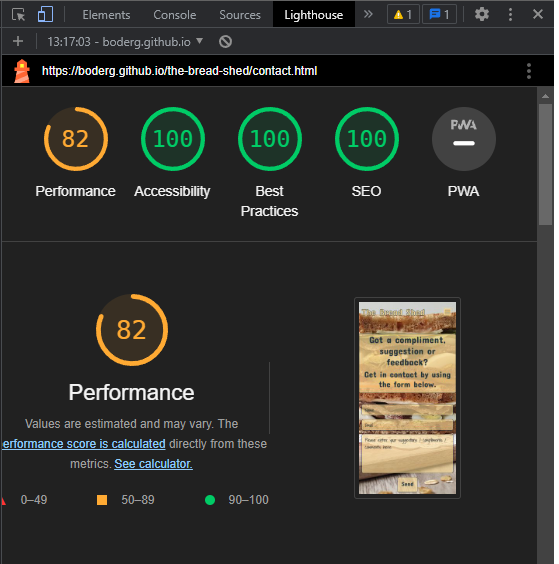 Elements Console Sources Lighthouse » 1 1
13:17:03 - boderg.github.io
https://boderg.github.io/the-bread-shed/contact.html
82 100 100 100 PWA
Performance Accessibility Best Practices SEO PWA
82
Performance
Values are estimated and may vary. The
erformance score is calculated directly from these
metrics. See calculator.
0–49 50–89 90–100
The Bread Shed
Got a compliment,
suggestion or
feedback?
Get in contact by using
the form below.
Email
Please enter your suggestions / compliments /
comments here
Send